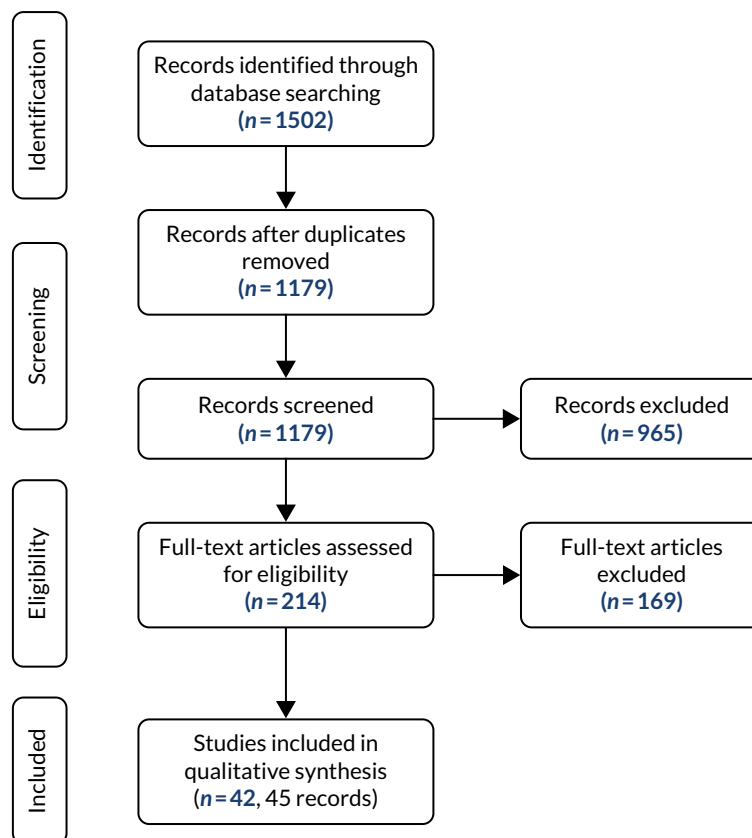 Identification
Records identified through
database searching
(n=1502)
Records after duplicates
removed
(n=1179)
Screening
Records screened
(n=1179)
Records excluded
(n=965)
Eligibility
Full-text articles assessed
for eligibility
(n=214)
Full-text articles
excluded
(n=169)
Included
Studies included in
qualitative synthesis
(n=42, 45 records)